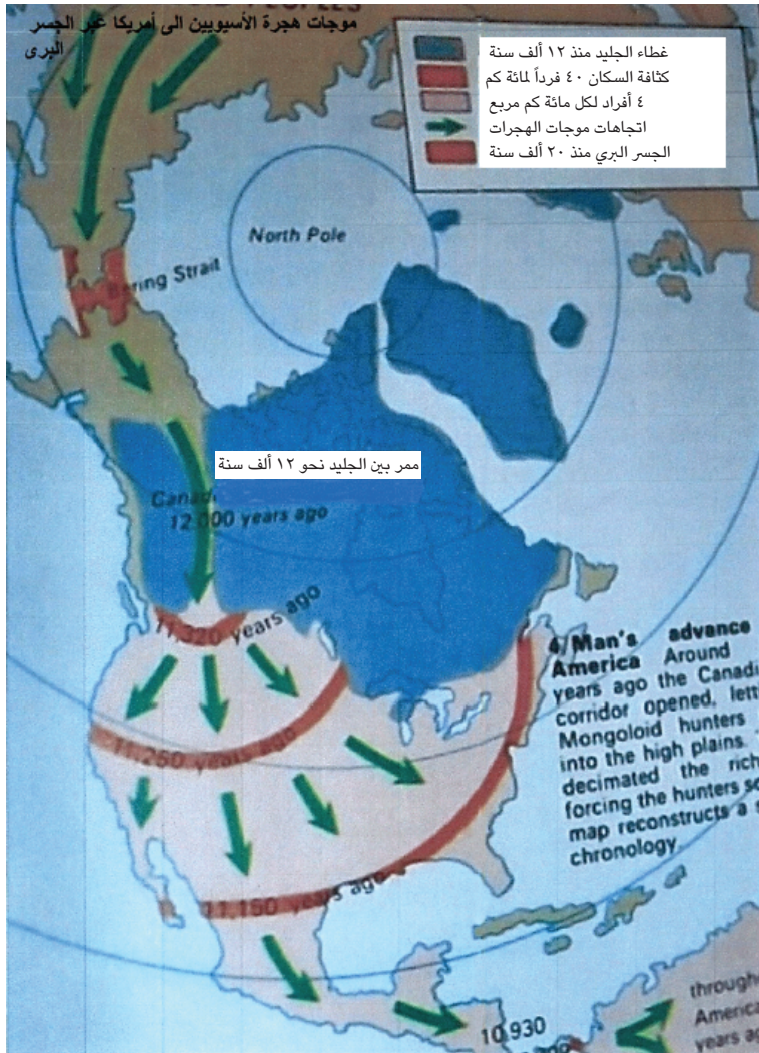 PEOPLES
موجات هجرة الأسيويين الى أمريكا عبر الجسر
البرى
غطاء الجليد منذ ١٢ ألف سنة
كثافة السكان ٤٠ فرداً لمائة كم
٤ أفراد لكل مائة كم مربع
اتجاهات موجات الهجرات
الجسر البري منذ ٢٠ ألف سنة
North Pole
Bering Strait
ممر بين الجليد نحو ١٢ ألف سنة
12,000 years ago
11,320 years ago
4/Man's advance
America Around
years ago the
corridor opened,
Mongoloid hunters
into the high plains.
decimated the rich
forcing the hunters
map reconstructs a
chronology
11,250 years ago
11,150 years ago
10,930
years